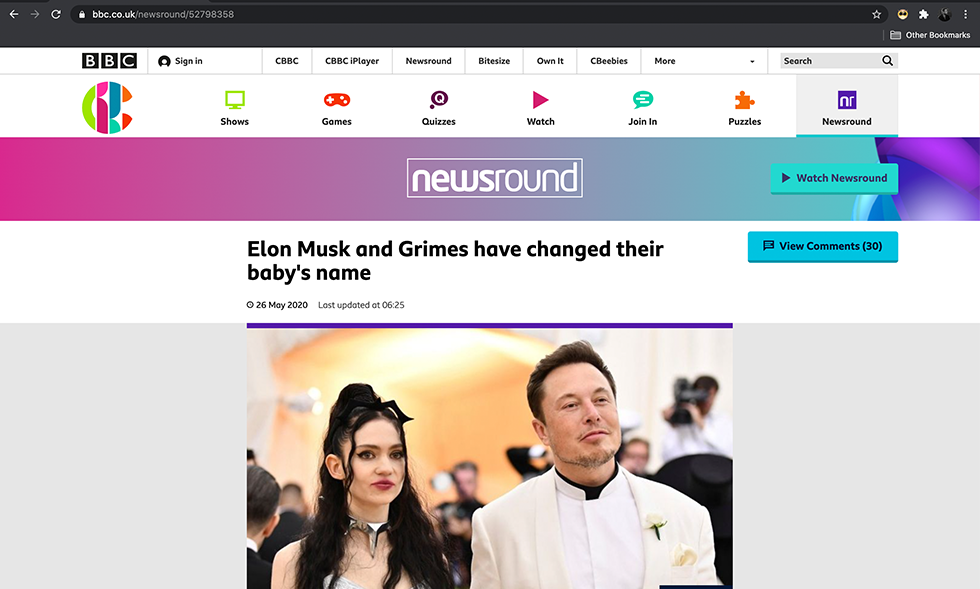 bbc.co.uk/newsround/52798358
Other Bookmarks
BBC Sign in CBBC CBBC iPlayer Newsround Bitesize Own It CBeebies More Search
Shows Games Quizzes Watch Join In Puzzles nr Newsround
newsround
Watch Newsround
Elon Musk and Grimes have changed their
baby's name
View Comments (30)
26 May 2020 Last updated at 06:25